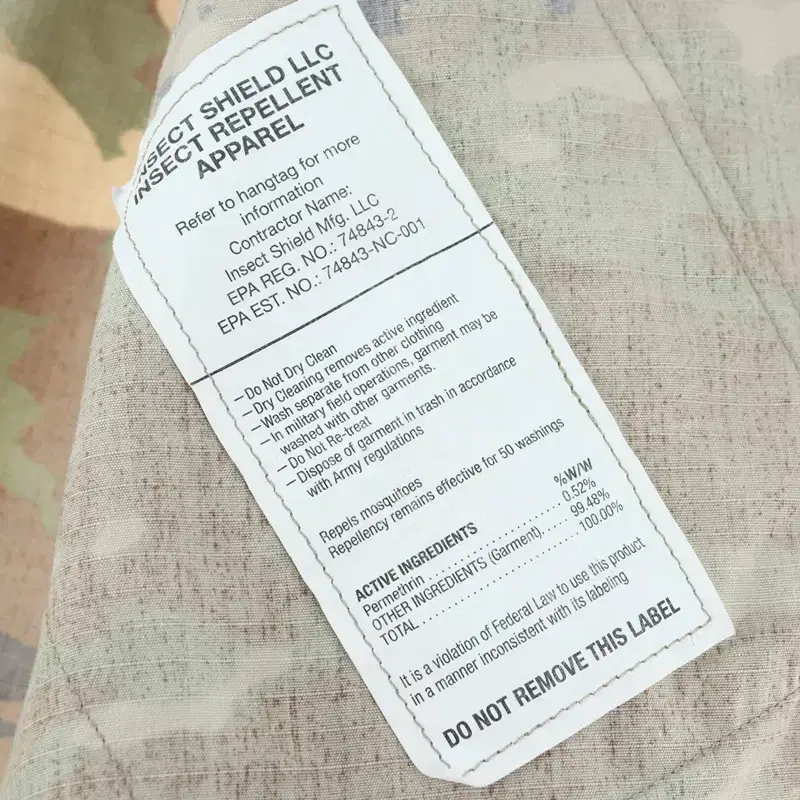 INSECT SHIELD LLC
INSECT REPELLENT
APPAREL
Refer to hangtag for more
information
Contractor Name:
Insect Shield Mfg. LLC
EPA REG. NO.: 74843-2
EPA EST. NO.: 74843-NC-001
—Do Not Dry Clean
—Dry Cleaning removes active ingredient
—Wash separate from other clothing
—In military field operations, garment may be
washed with other garments.
—Do Not Re-treat
—Dispose of garment in trash in accordance
with Army regulations
Repels mosquitoes
Repellency remains effective for 50 washings
ACTIVE INGREDIENTS %W/W
Permethrin . . . . . . . . . . . . . . . . . . . 0.52%
OTHER INGREDIENTS (Garment). . . . 99.48%
TOTAL . . . . . . . . . . . . . . . . . . . . . . 100.00%
It is a violation of Federal Law to use this product
in a manner inconsistent with its labeling
DO NOT REMOVE THIS LABEL